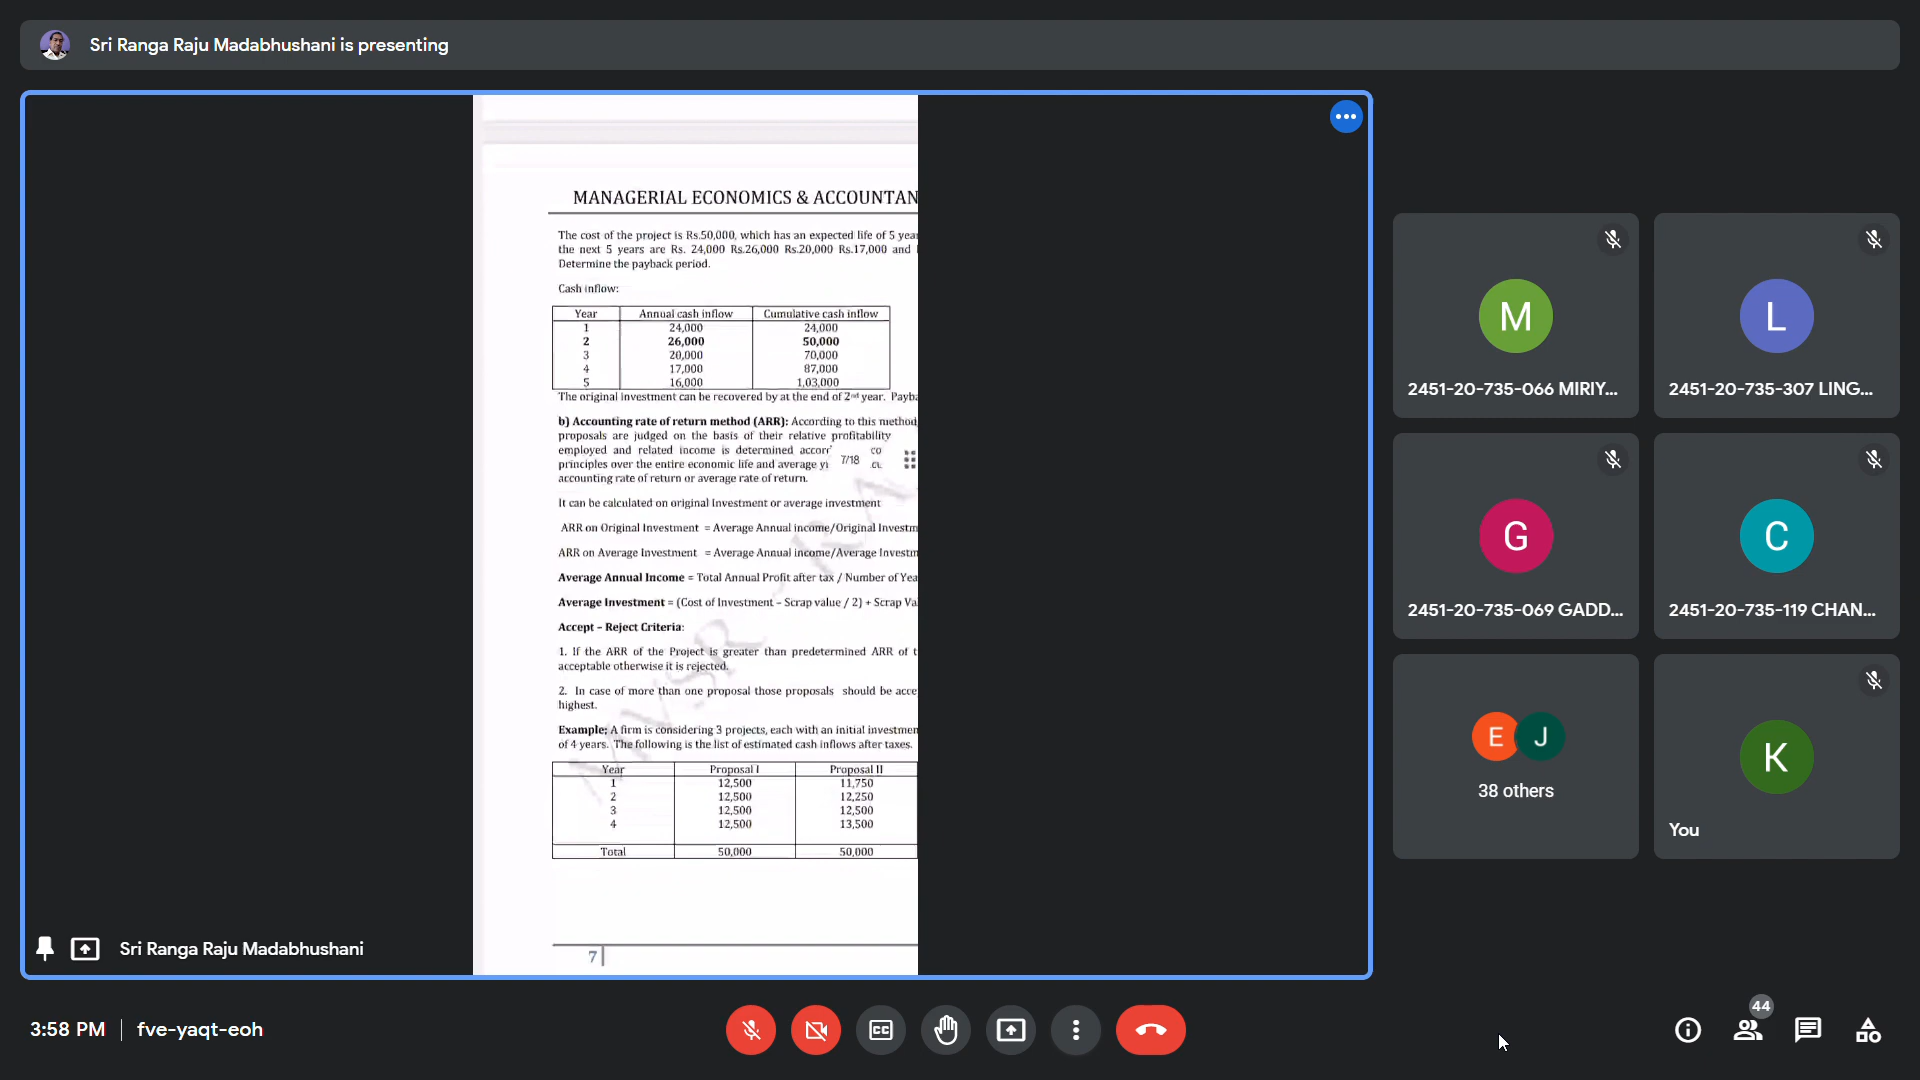 Sri Ranga Raju Madabhushani is presenting
MANAGERIAL ECONOMICS & ACCOUNTAN
The cost of the project is Rs.50,000, which has an expected life of 5 yea
the next 5 years are Rs. 24,000 Rs.26,000 Rs.20,000 Rs.17,000 and
Determine the payback period.
Cash inflow:
Year Annual cash inflow Cumulative cash inflow
1 24,000 24,000
2 26,000 50,000
3 20,000 70,000
4 17,000 87,000
5 16,000 1,03,000
The original investment can be recovered by at the end of 2nd year. Payba
b) Accounting rate of return method (ARR): According to this method,
proposals are judged on the basis of their relative profitability
employed and related income is determined accor co
principles over the entire economic life and average yi
7/18
accounting rate of return or average rate of return.
It can be calculated on original Investment or average investment
ARR on Original Investment = Average Annual income/Original Investm
ARR on Average Investment = Average Annual income/Average Investm
Average Annual Income = Total Annual Profit after tax / Number of Yea
Average Investment = (Cost of Investment – Scrap value / 2) + Scrap Va
Accept – Reject Criteria:
1. If the ARR of the Project is greater than predetermined ARR of t
acceptable otherwise it is rejected.
2. In case of more than one proposal those proposals should be acce
highest.
Example: A firm is considering 3 projects, each with an initial investmen
of 4 years. The following is the list of estimated cash inflows after taxes.
Year Proposal I Proposal II
1 12,500 11,750
2 12,500 12,250
3 12,500 12,500
4 12,500 13,500
Total 50,000 50,000
MVSR
7
Sri Ranga Raju Madabhushani
M
2451-20-735-066 MIRIY...
L
2451-20-735-307 LING...
G
2451-20-735-069 GADD...
C
2451-20-735-119 CHAN...
E J
38 others
K
You
3:58 PM fve-yaqt-eoh
CC
44